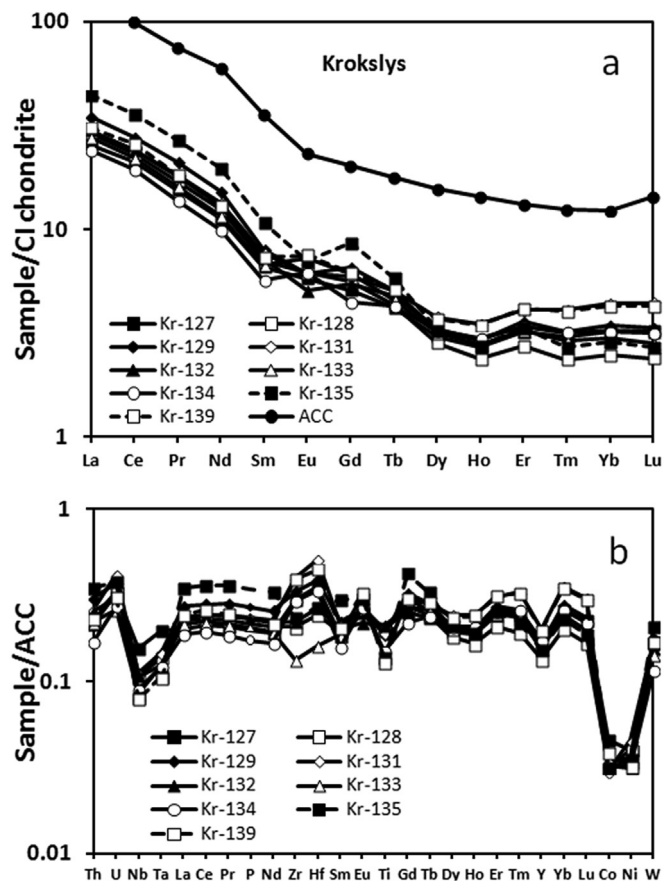 Krokslys
a
Sample/CI chondrite
100
10
1
Kr-127
Kr-128
Kr-129
Kr-131
Kr-132
Kr-133
Kr-134
Kr-135
Kr-139
ACC
La Ce Pr Nd Sm Eu Gd Tb Dy Ho Er Tm Yb Lu
b
Sample/ACC
1
0.1
0.01
Kr-127
Kr-128
Kr-129
Kr-131
Kr-132
Kr-133
Kr-134
Kr-135
Kr-139
Th U Nb Ta La Ce Pr P Nd Zr Hf Sm Eu Ti Gd Tb Dy Ho Er Tm Y Yb Lu Co Ni W